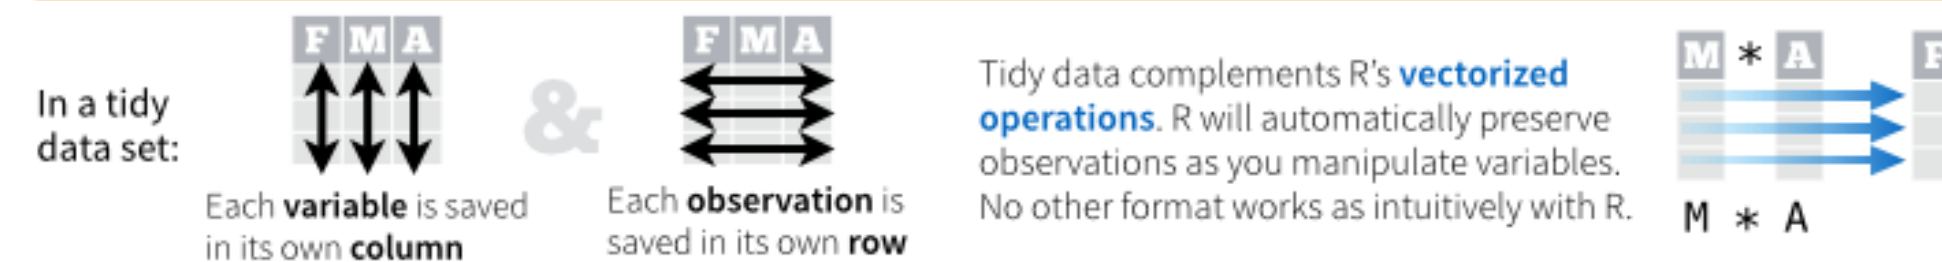 In a tidy
data set:
F M A
&
F M A
Each variable is saved
in its own column
Each observation is
saved in its own row
Tidy data complements R's vectorized
operations. R will automatically preserve
observations as you manipulate variables.
No other format works as intuitively with R.
M * A
M * A